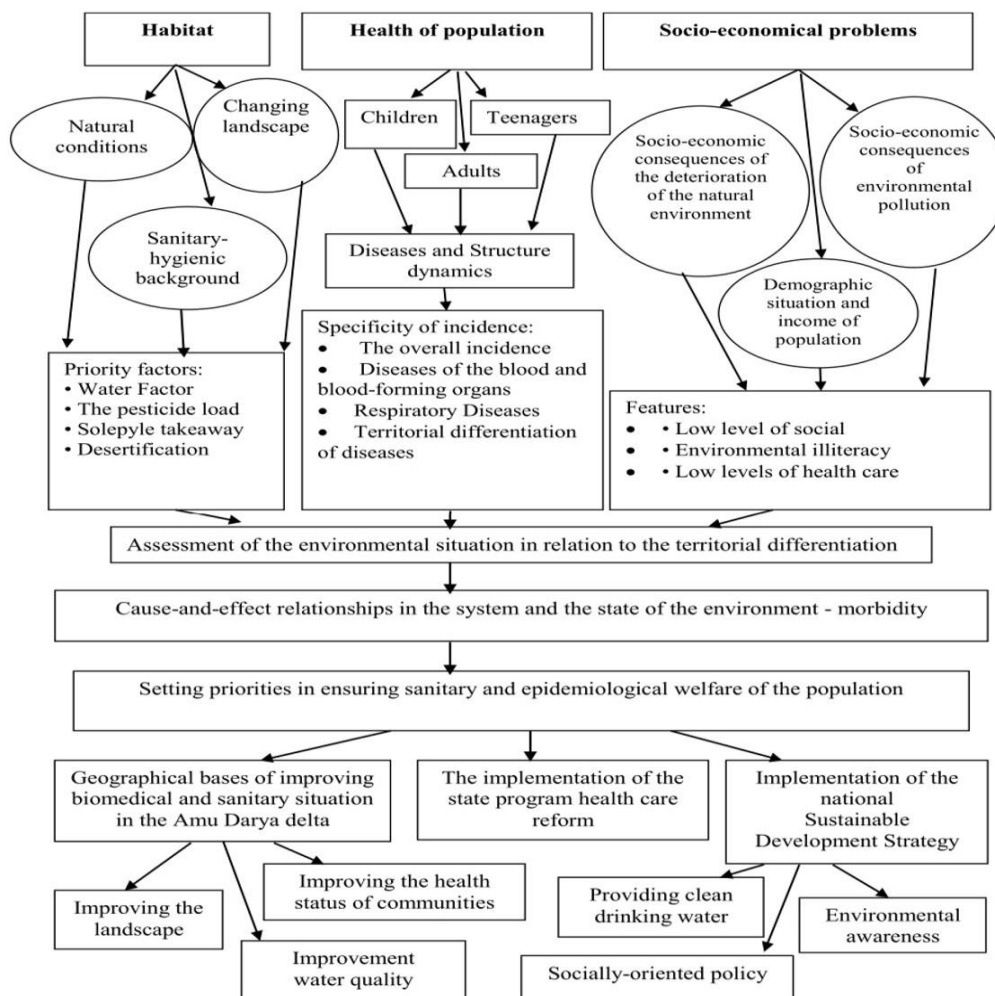 Habitat
Health of population
Socio-economical problems
Natural
conditions
Changing
landscape
Sanitary-
hygienic
background
Children
Teenagers
Adults
Diseases and Structure
dynamics
Socio-economic
consequences of
the deterioration
of the natural
environment
Socio-economic
consequences
of
environmental
pollution
Demographic
situation and
income of
population
Priority factors:
• Water Factor
• The pesticide load
• Solepyle takeaway
• Desertification
Specificity of incidence:
● The overall incidence
● Diseases of the blood and
blood-forming organs
● Respiratory Diseases
● Territorial differentiation
of diseases
Features:
● • Low level of social
● • Environmental illiteracy
● • Low levels of health care
Assessment of the environmental situation in relation to the territorial differentiation
Cause-and-effect relationships in the system and the state of the environment - morbidity
Setting priorities in ensuring sanitary and epidemiological welfare of the population
Geographical bases of improving
biomedical and sanitary situation
in the Amu Darya delta
The implementation of the
state program health care
reform
Implementation of the
national
Sustainable
Development Strategy
Improving the
landscape
Improving the health
status of communities
Improvement
water quality
Providing clean
drinking water
Environmental
awareness
Socially-oriented policy